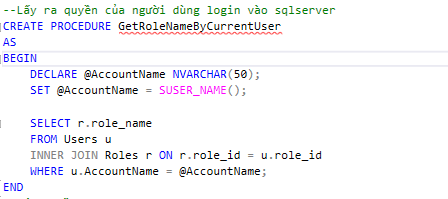 --Lấy ra quyền của người dùng login vào sqlserver
CREATE PROCEDURE GetRoleNameByCurrentUser
AS
BEGIN
    DECLARE @AccountName NVARCHAR(50);
    SET @AccountName = SUSER_NAME();

    SELECT r.role_name
    FROM Users u
    INNER JOIN Roles r ON r.role_id = u.role_id
    WHERE u.AccountName = @AccountName;
END